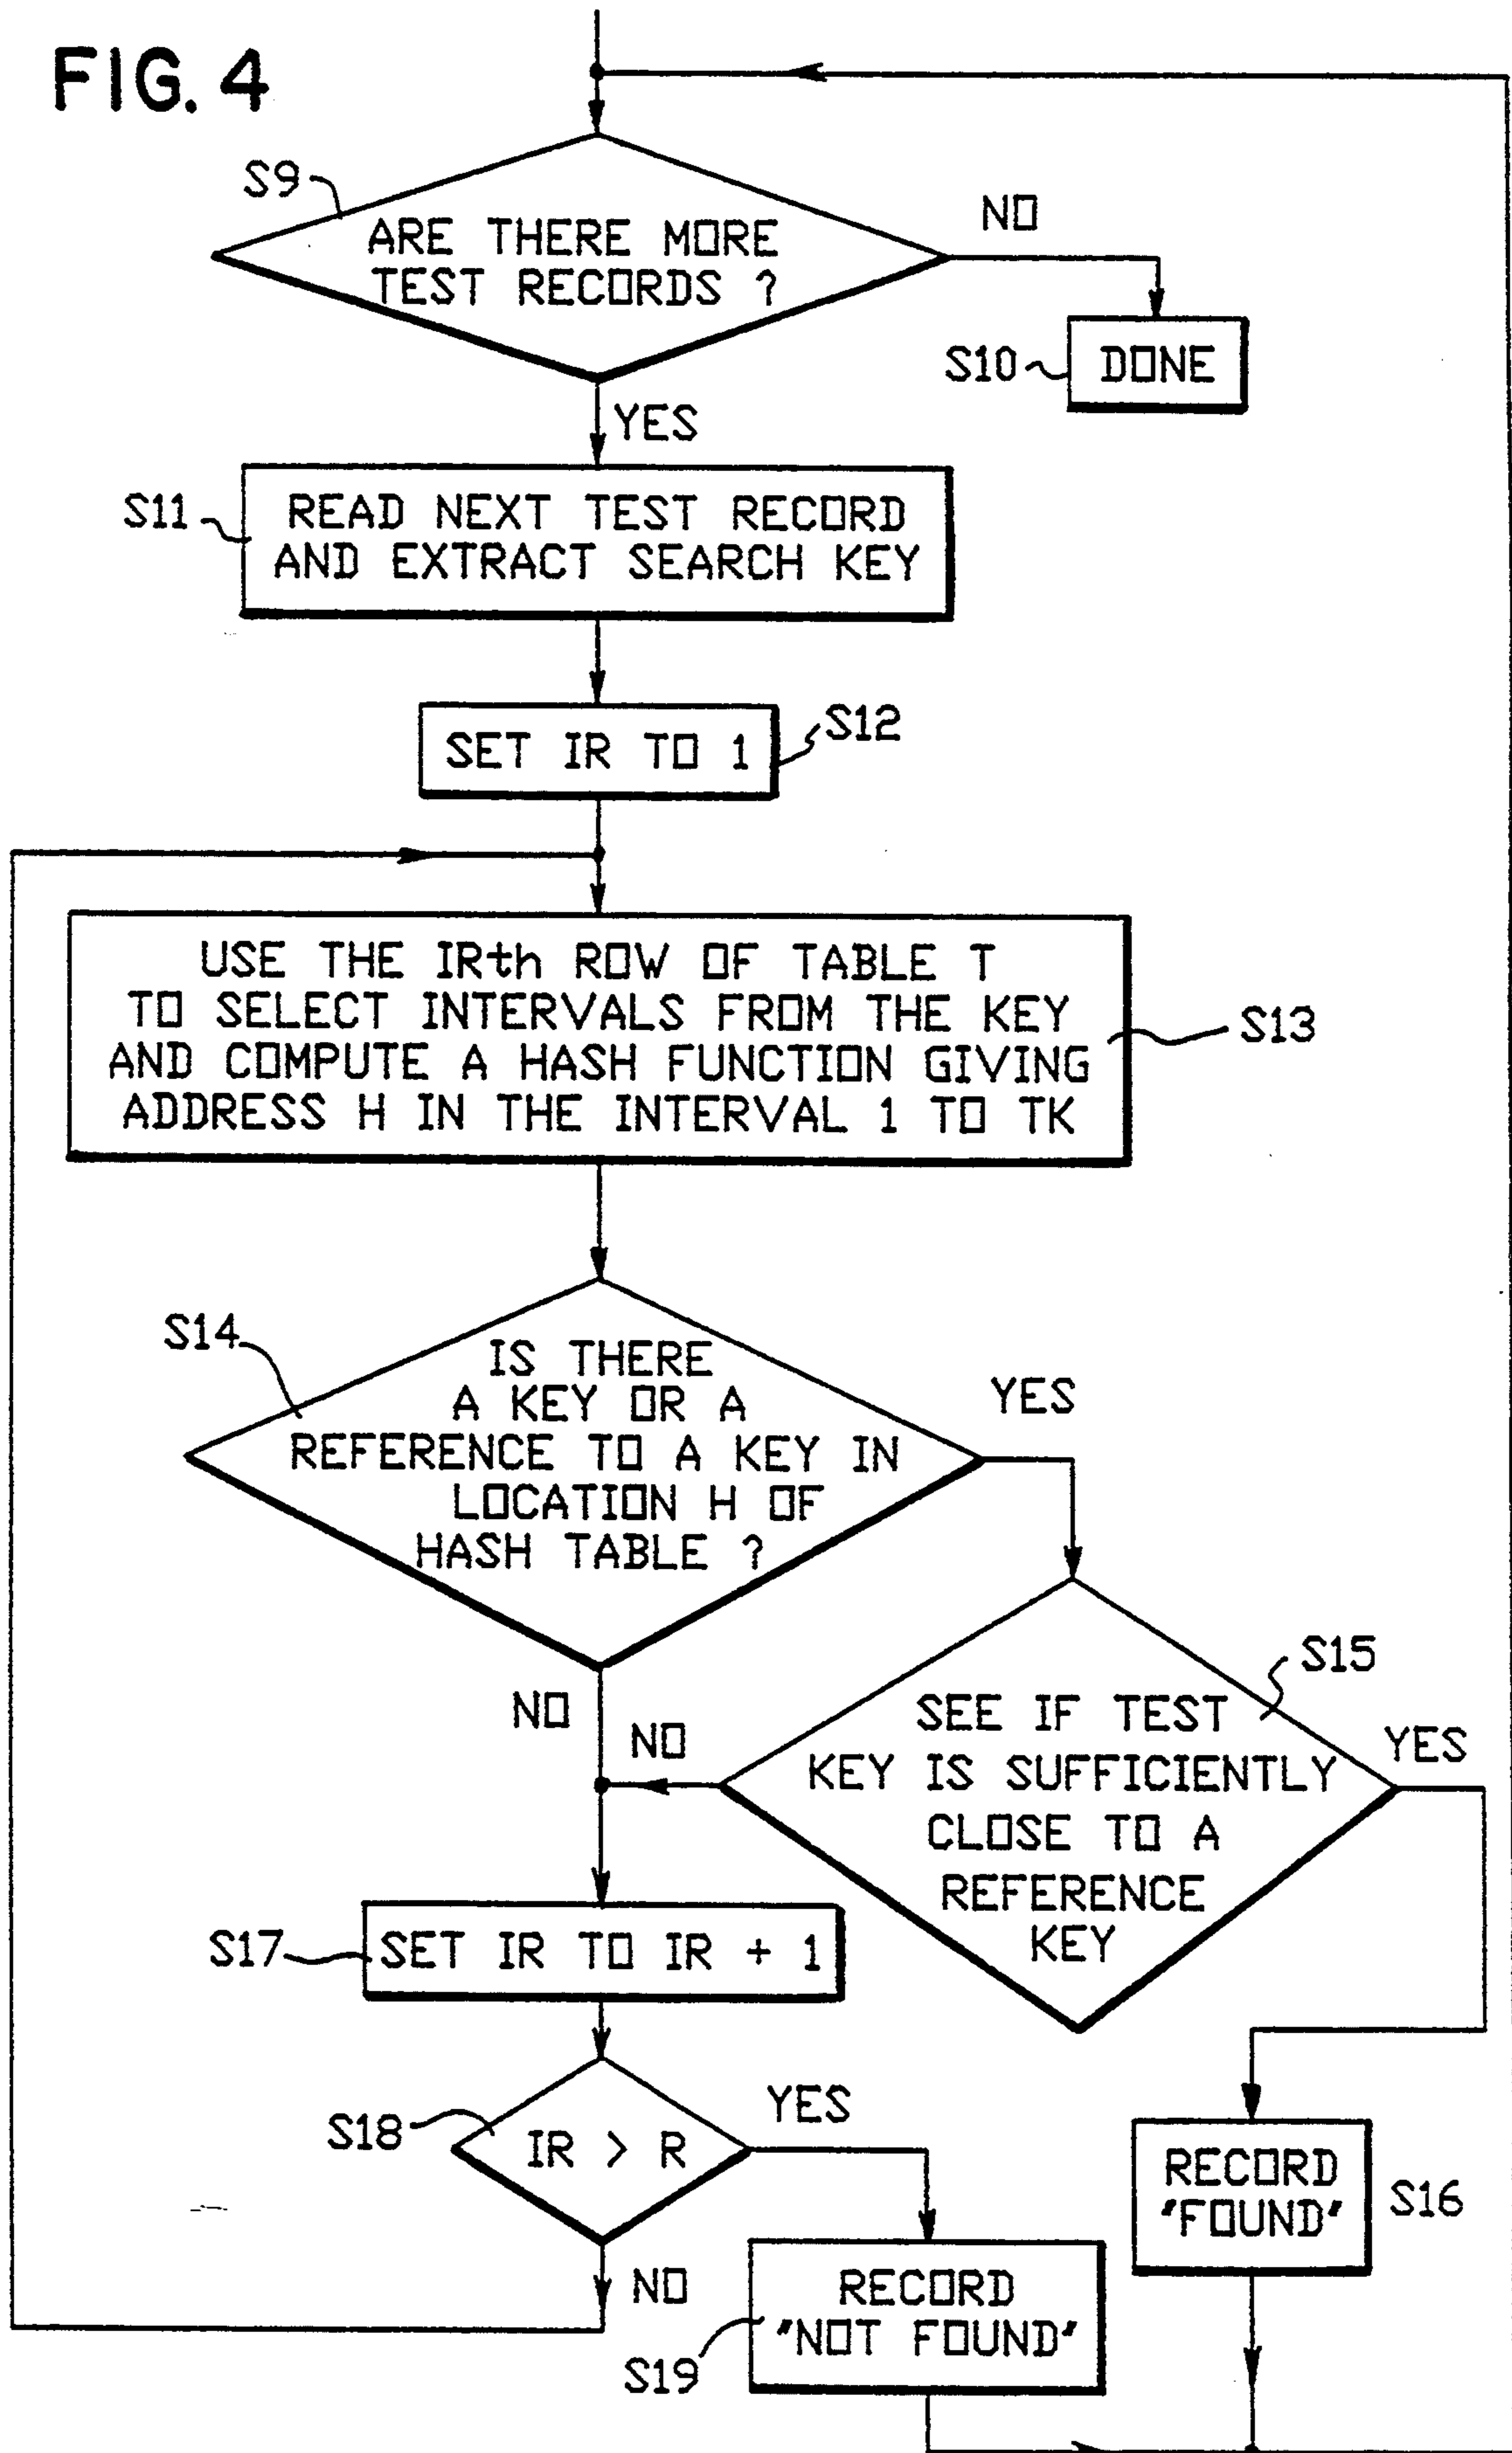 FIG. 4
S9
ARE THERE MORE
TEST RECORDS ?
NO
S10
DONE
YES
S11
READ NEXT TEST RECORD
AND EXTRACT SEARCH KEY
S12
SET IR TO 1
USE THE IRth ROW OF TABLE T
TO SELECT INTERVALS FROM THE KEY
AND COMPUTE A HASH FUNCTION GIVING
ADDRESS H IN THE INTERVAL 1 TO TK
S13
S14
IS THERE
A KEY OR A
REFERENCE TO A KEY IN
LOCATION H OF
HASH TABLE ?
YES
NO
NO
S15
SEE IF TEST
KEY IS SUFFICIENTLY
CLOSE TO A
REFERENCE
KEY
YES
S17
SET IR TO IR + 1
S18
IR > R
YES
NO
RECORD
"FOUND"
S16
RECORD
"NOT FOUND"
S19